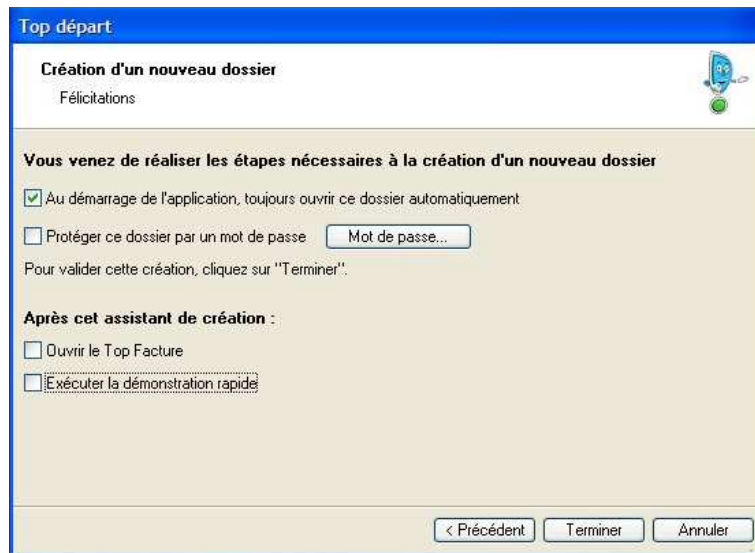 Top départ
Création d'un nouveau dossier
Félicitations
Vous venez de réaliser les étapes nécessaires à la création d'un nouveau dossier
Au démarrage de l'application, toujours ouvrir ce dossier automatiquement
Protéger ce dossier par un mot de passe Mot de passe...
Pour valider cette création, cliquez sur "Terminer".
Après cet assistant de création :
Ouvrir le Top Facture
Exécuter la démonstration rapide
< Précédent Terminer Annuler